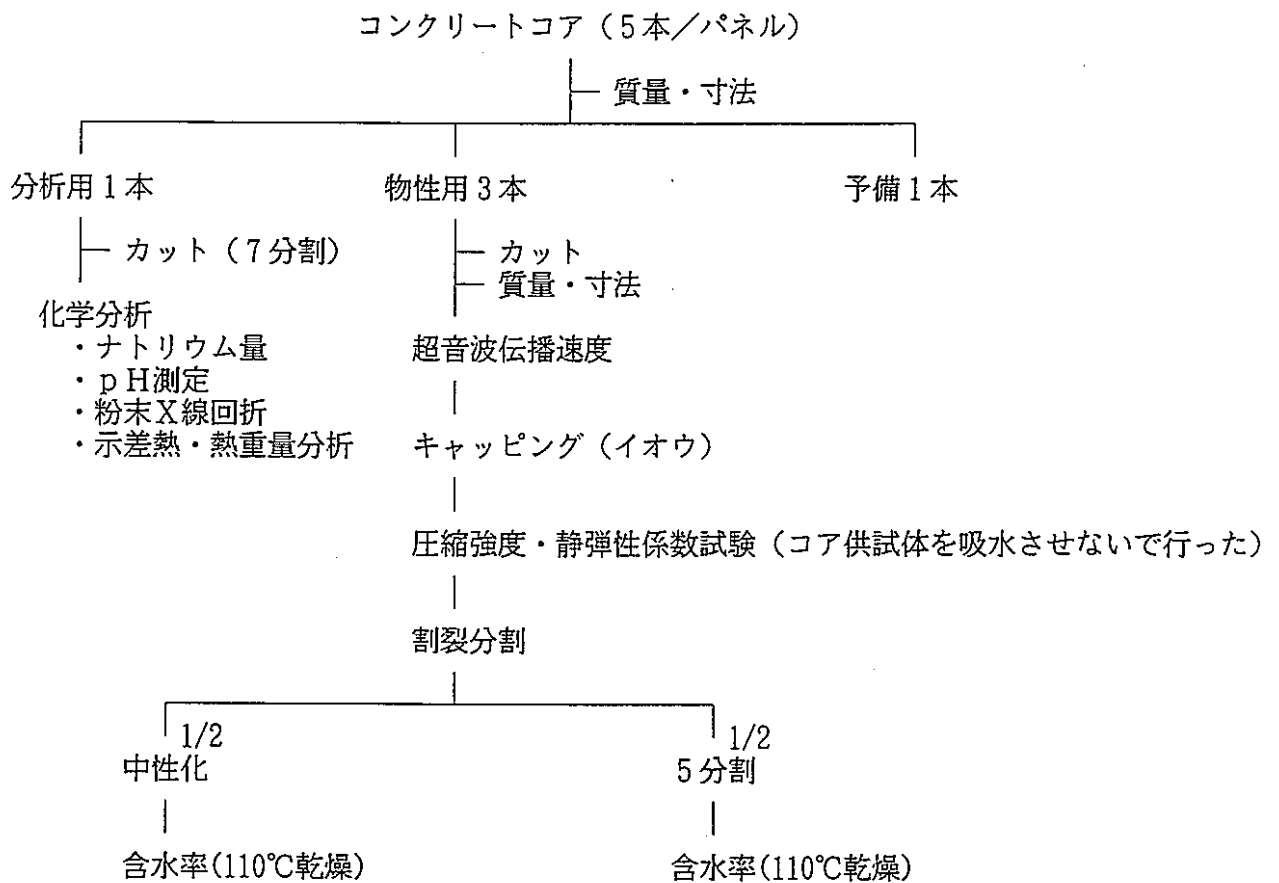 コンクリートコア（5本／パネル）
質量・寸法
分析用1本
物性用3本
予備1本
カット（7分割）
カット
質量・寸法
化学分析
・ナトリウム量
・pH測定
・粉末X線回折
・示差熱・熱重量分析
超音波伝播速度
キャッピング（イオウ）
圧縮強度・静弾性係数試験（コア供試体を吸水させないで行った）
割裂分割
1/2
中性化
含水率(110℃乾燥)
1/2
5分割
含水率(110℃乾燥)